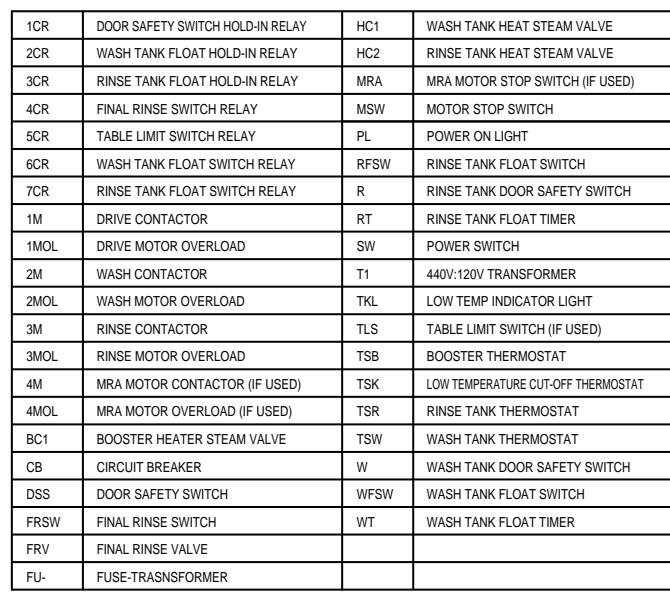 1CR DOOR SAFETY SWITCH HOLD-IN RELAY HC1 WASH TANK HEAT STEAM VALVE
2CR WASH TANK FLOAT HOLD-IN RELAY HC2 RINSE TANK HEAT STEAM VALVE
3CR RINSE TANK FLOAT HOLD-IN RELAY MRA MRA MOTOR STOP SWITCH (IF USED)
4CR FINAL RINSE SWITCH RELAY MSW MOTOR STOP SWITCH
5CR TABLE LIMIT SWITCH RELAY PL POWER ON LIGHT
6CR WASH TANK FLOAT SWITCH RELAY RFSW RINSE TANK FLOAT SWITCH
7CR RINSE TANK FLOAT SWITCH RELAY R RINSE TANK DOOR SAFETY SWITCH
1M DRIVE CONTACTOR RT RINSE TANK FLOAT TIMER
1MOL DRIVE MOTOR OVERLOAD SW POWER SWITCH
2M WASH CONTACTOR T1 440V:120V TRANSFORMER
2MOL WASH MOTOR OVERLOAD TKL LOW TEMP INDICATOR LIGHT
3M RINSE CONTACTOR TLS TABLE LIMIT SWITCH (IF USED)
3MOL RINSE MOTOR OVERLOAD TSB BOOSTER THERMOSTAT
4M MRA MOTOR CONTACTOR (IF USED) TSK LOW TEMPERATURE CUT-OFF THERMOSTAT
4MOL MRA MOTOR OVERLOAD (IF USED) TSR RINSE TANK THERMOSTAT
BC1 BOOSTER HEATER STEAM VALVE TSW WASH TANK THERMOSTAT
CB CIRCUIT BREAKER W WASH TANK DOOR SAFETY SWITCH
DSS DOOR SAFETY SWITCH WFSW WASH TANK FLOAT SWITCH
FRSW FINAL RINSE SWITCH WT WASH TANK FLOAT TIMER
FRV FINAL RINSE VALVE
FU- FUSE-TRASNSFORMER